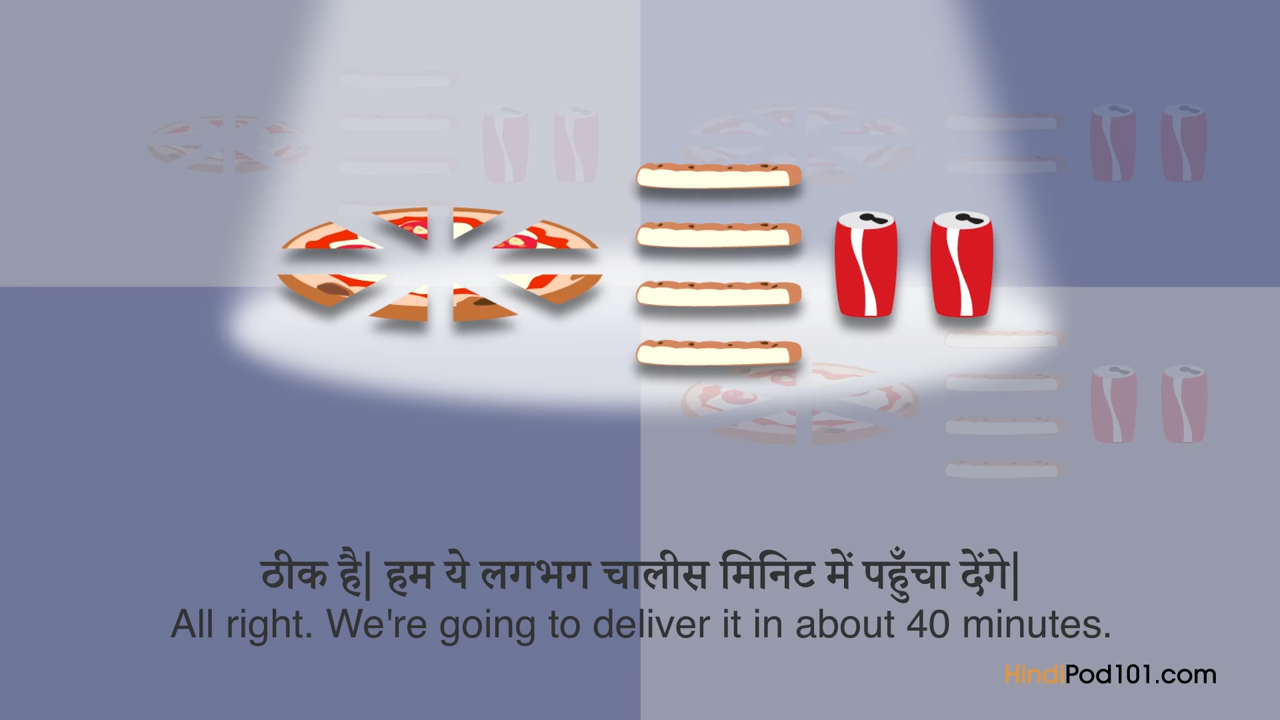 ठीक है| हम ये लगभग चालीस मिनिट में पहुँचा देंगे|
All right. We're going to deliver it in about 40 minutes.
HindiPod101.com